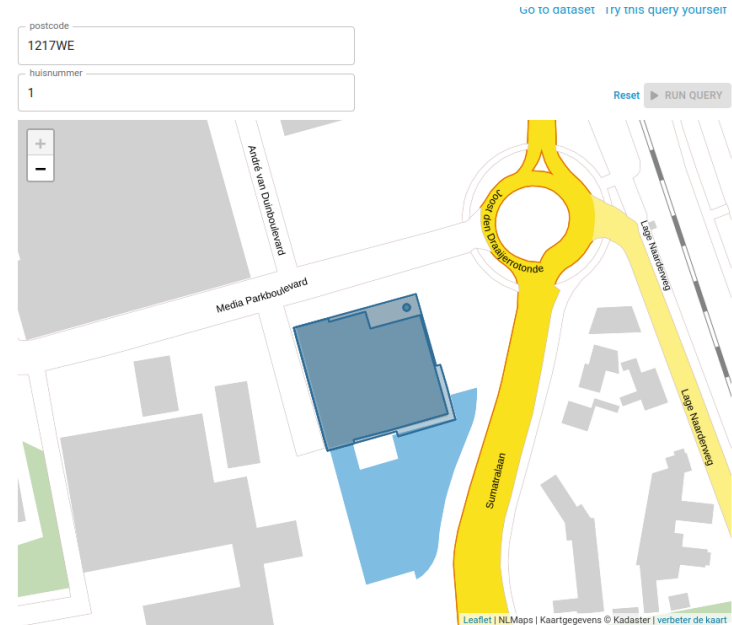 Go to dataset Try this query yourself
postcode
1217WE
huisnummer
1
Reset RUN QUERY
+
−
André van Duinboulevard
Joost den Draaijerrotonde
Lage Naarderweg
Media Parkboulevard
Lage Naarderweg
Sumatralaan
Leaflet | NLMaps | Kaartgegevens © Kadaster | verbeter de kaart